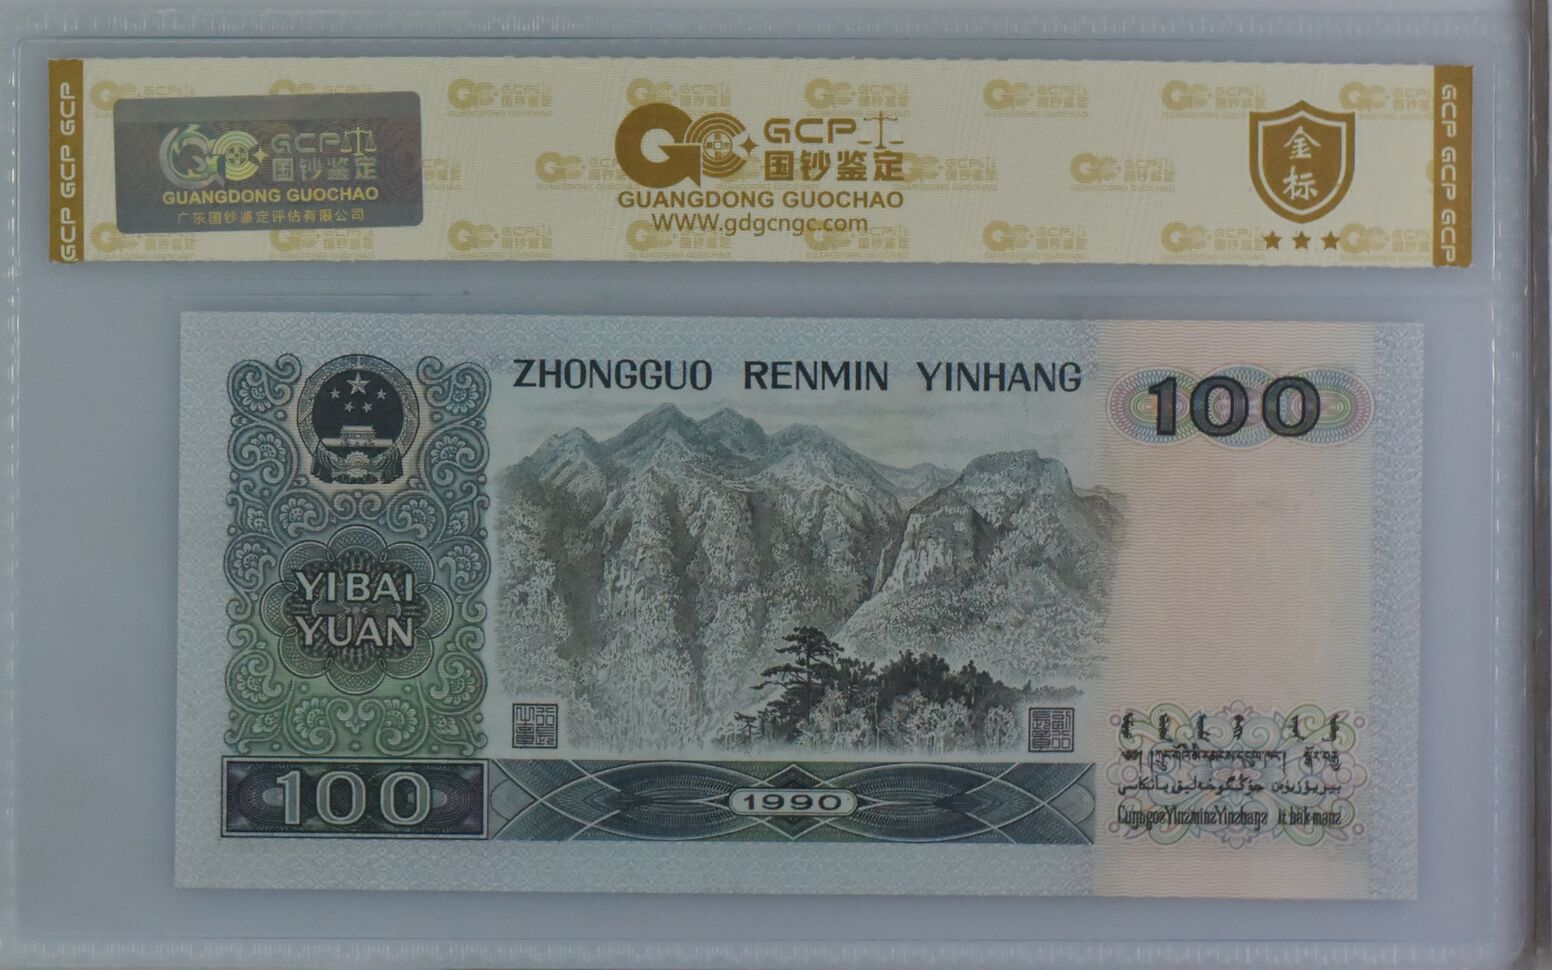 GCP GCP GCP
GCP
国钞鉴定
GUANGDONG GUOCHAO
广东国钞鉴定评估有限公司
GCP
国钞鉴定
GUANGDONG GUOCHAO
WWW.gdgcngc.com
金
标
GCP GCP GCP
ZHONGGUO RENMIN YINHANG
100
YIBAI
YUAN
100
1990